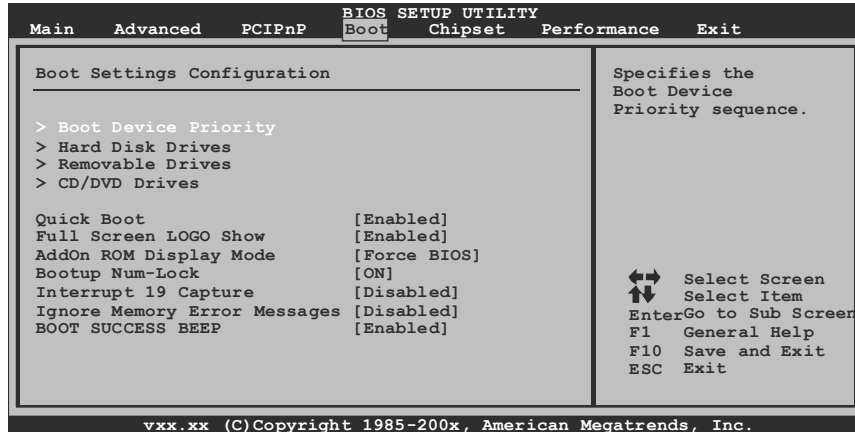 BIOS SETUP UTILITY
Main Advanced PCIPnP Boot Chipset Performance Exit
Boot Settings Configuration
> Boot Device Priority
> Hard Disk Drives
> Removable Drives
> CD/DVD Drives
Quick Boot [Enabled]
Full Screen LOGO Show [Enabled]
AddOn ROM Display Mode [Force BIOS]
Bootup Num-Lock [ON]
Interrupt 19 Capture [Disabled]
Ignore Memory Error Messages [Disabled]
BOOT SUCCESS BEEP [Enabled]
Specifies the
Boot Device
Priority sequence.
Select Screen
Select Item
EnterGo to Sub Screen
F1 General Help
F10 Save and Exit
ESC Exit
vxx.xx (C)Copyright 1985-200x, American Megatrends, Inc.